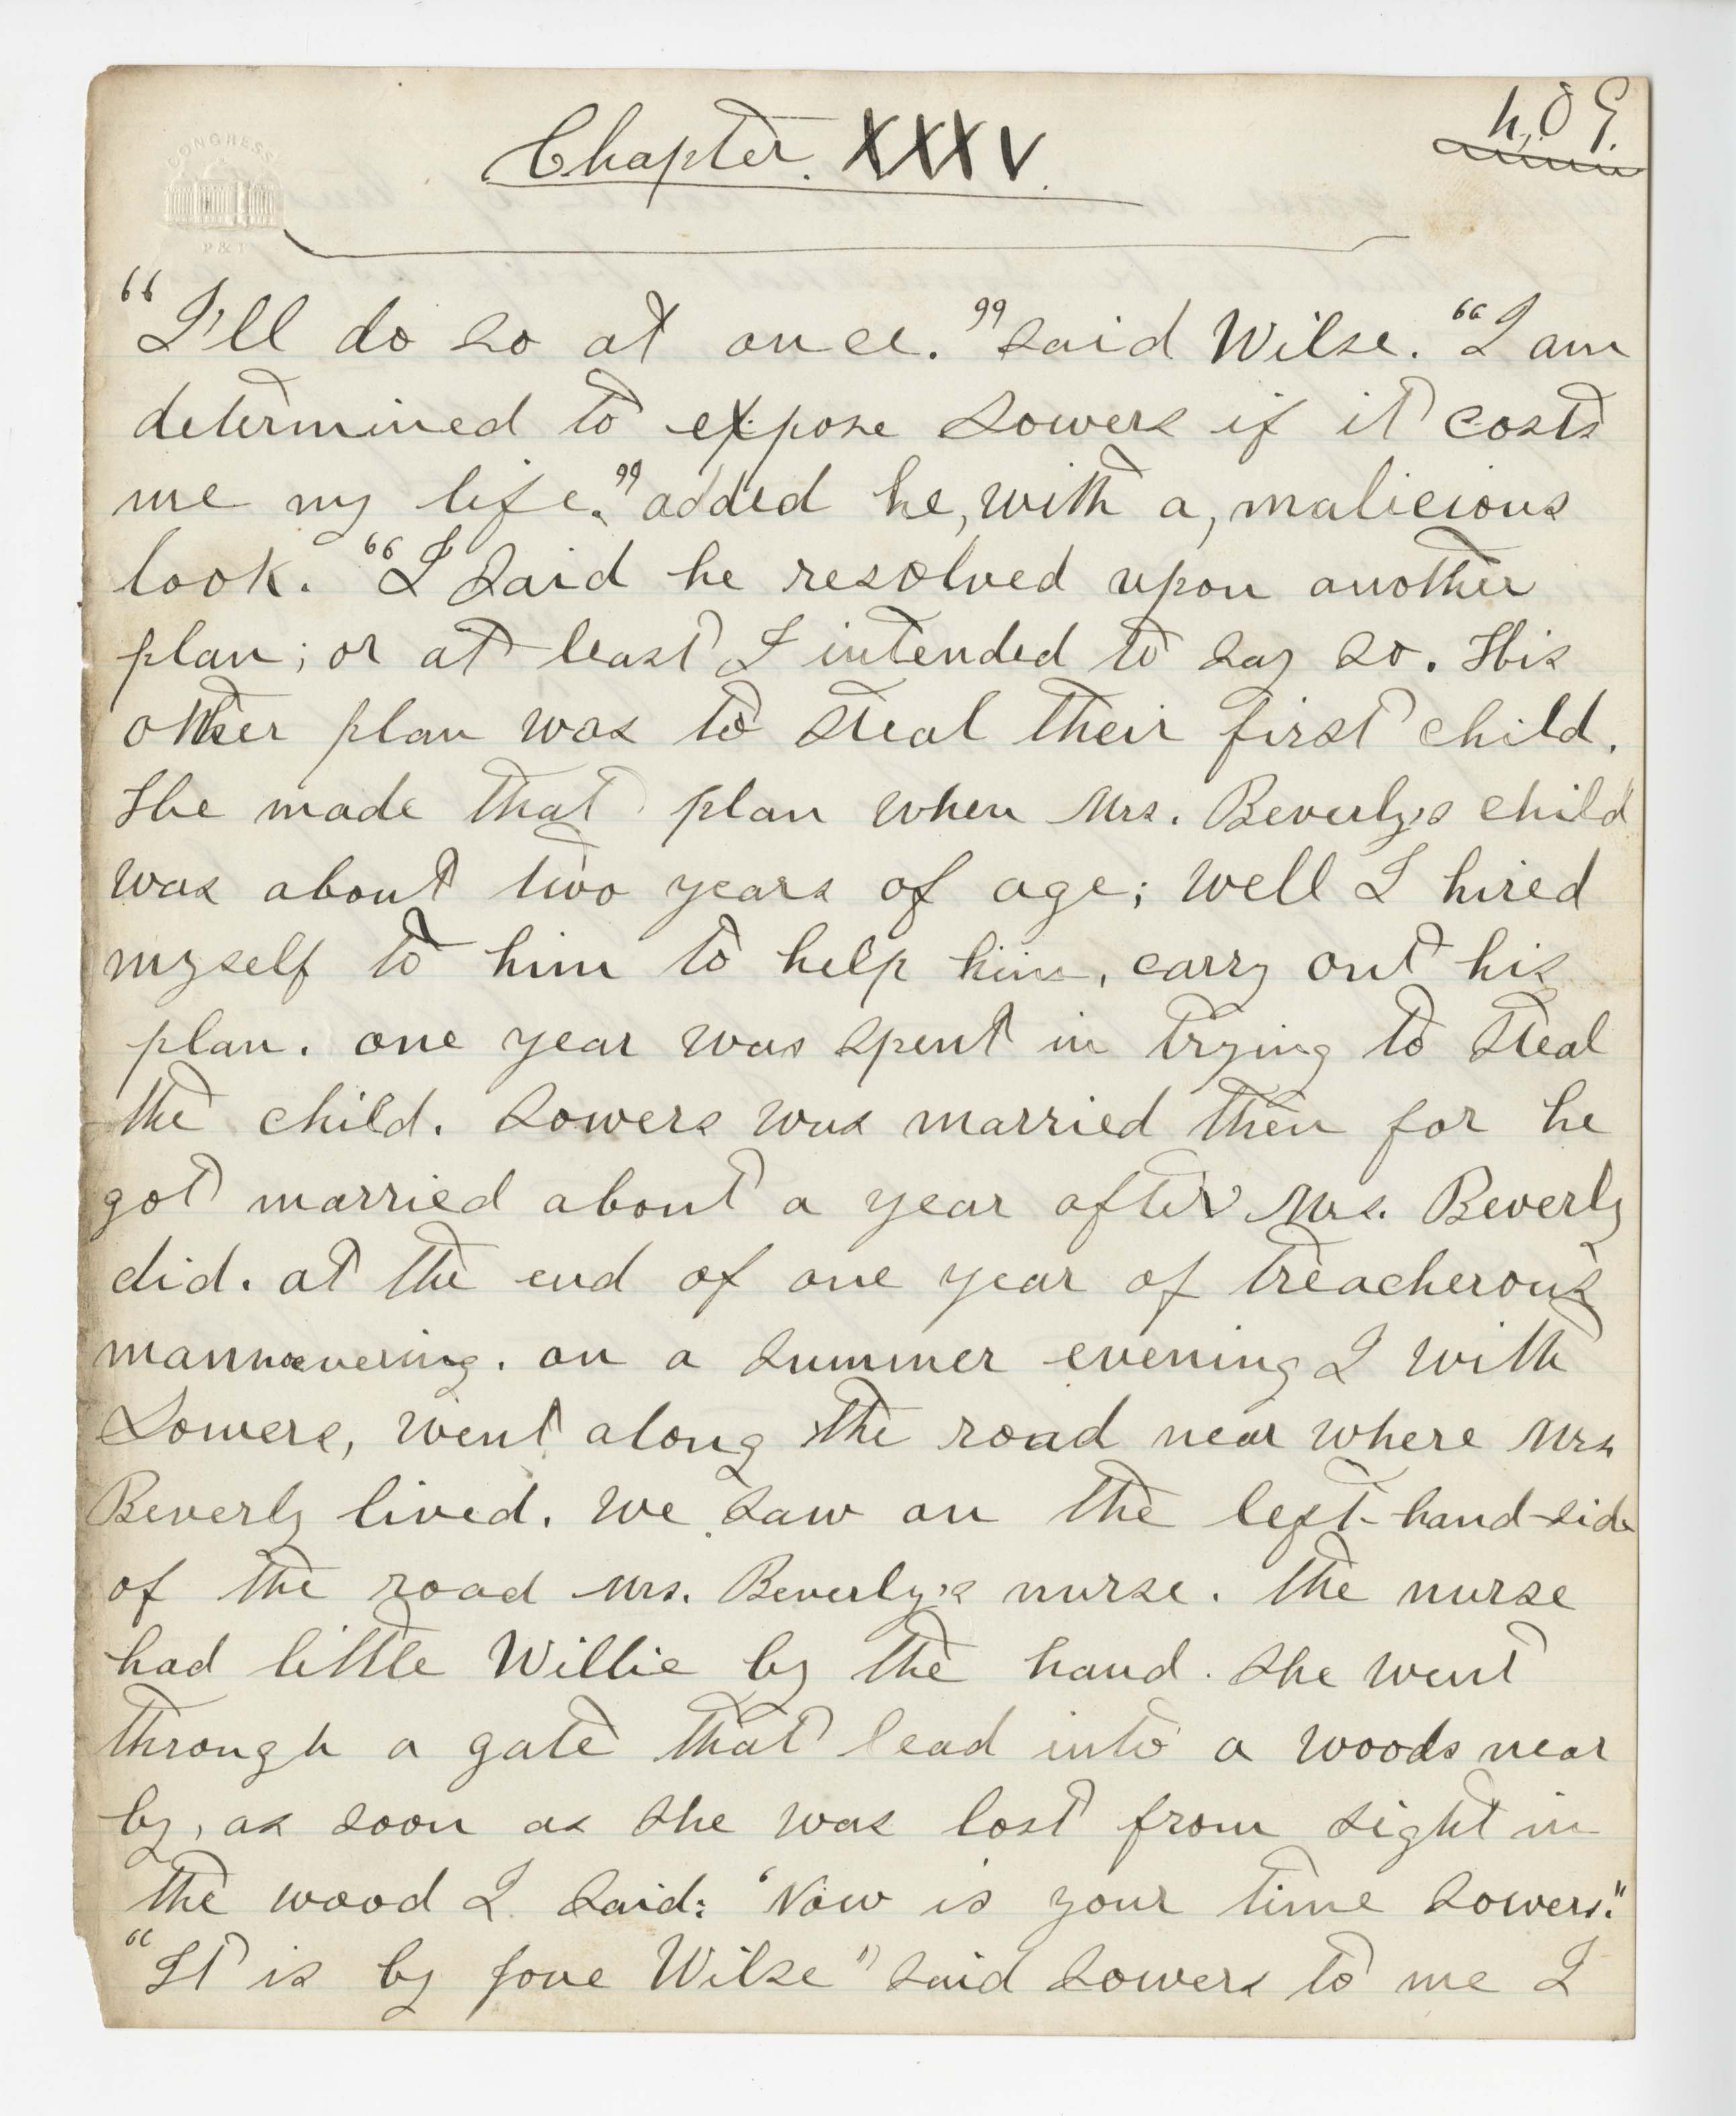 CONGRESS
P & J
409.
Chapter. XXXV.
"I'll do so at once." said Wilse. "I am
determined to expose Sowers if it costs
me my life." added he, with a, malicious
look. "I said he resolved upon another
plan; or at least I intended to say so. His
other plan was to steal their first child.
He made that plan when Mrs. Beverly's child
was about two years of age; well I hired
myself to him to help him, carry out his
plan. one year was spent in trying to steal
the child. Sowers was married then for he
got married about a year after Mrs. Beverly
did. at the end of one year of treacherous
mannoevering. on a summer evening I with
Sowers, went along the road near where Mrs
Beverly lived. we saw on the left-hand-side
of the road Mrs. Beverly's nurse. the nurse
had little Willie by the hand. she went
through a gate that lead into a woods near
by, as soon as she was lost from sight in
the wood I said: 'Now is your time Sowers."
"It is by jove Wilse" said Sowers to me I